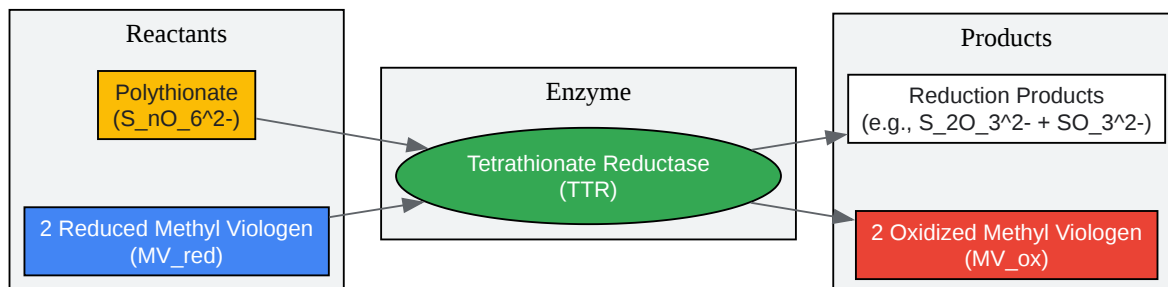 Reactants
Polythionate
(S_nO_6^2-)
2 Reduced Methyl Viologen
(MV_red)
Enzyme
Tetrathionate Reductase
(TTR)
Products
Reduction Products
(e.g., S_2O_3^2- + SO_3^2-)
2 Oxidized Methyl Viologen
(MV_ox)